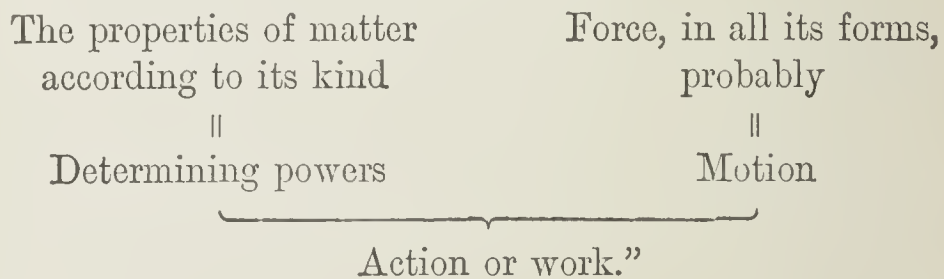 The properties of matter
according to its kind
॥
Determining powers
Force, in all its forms,
probably
॥
Motion
Action or work.”